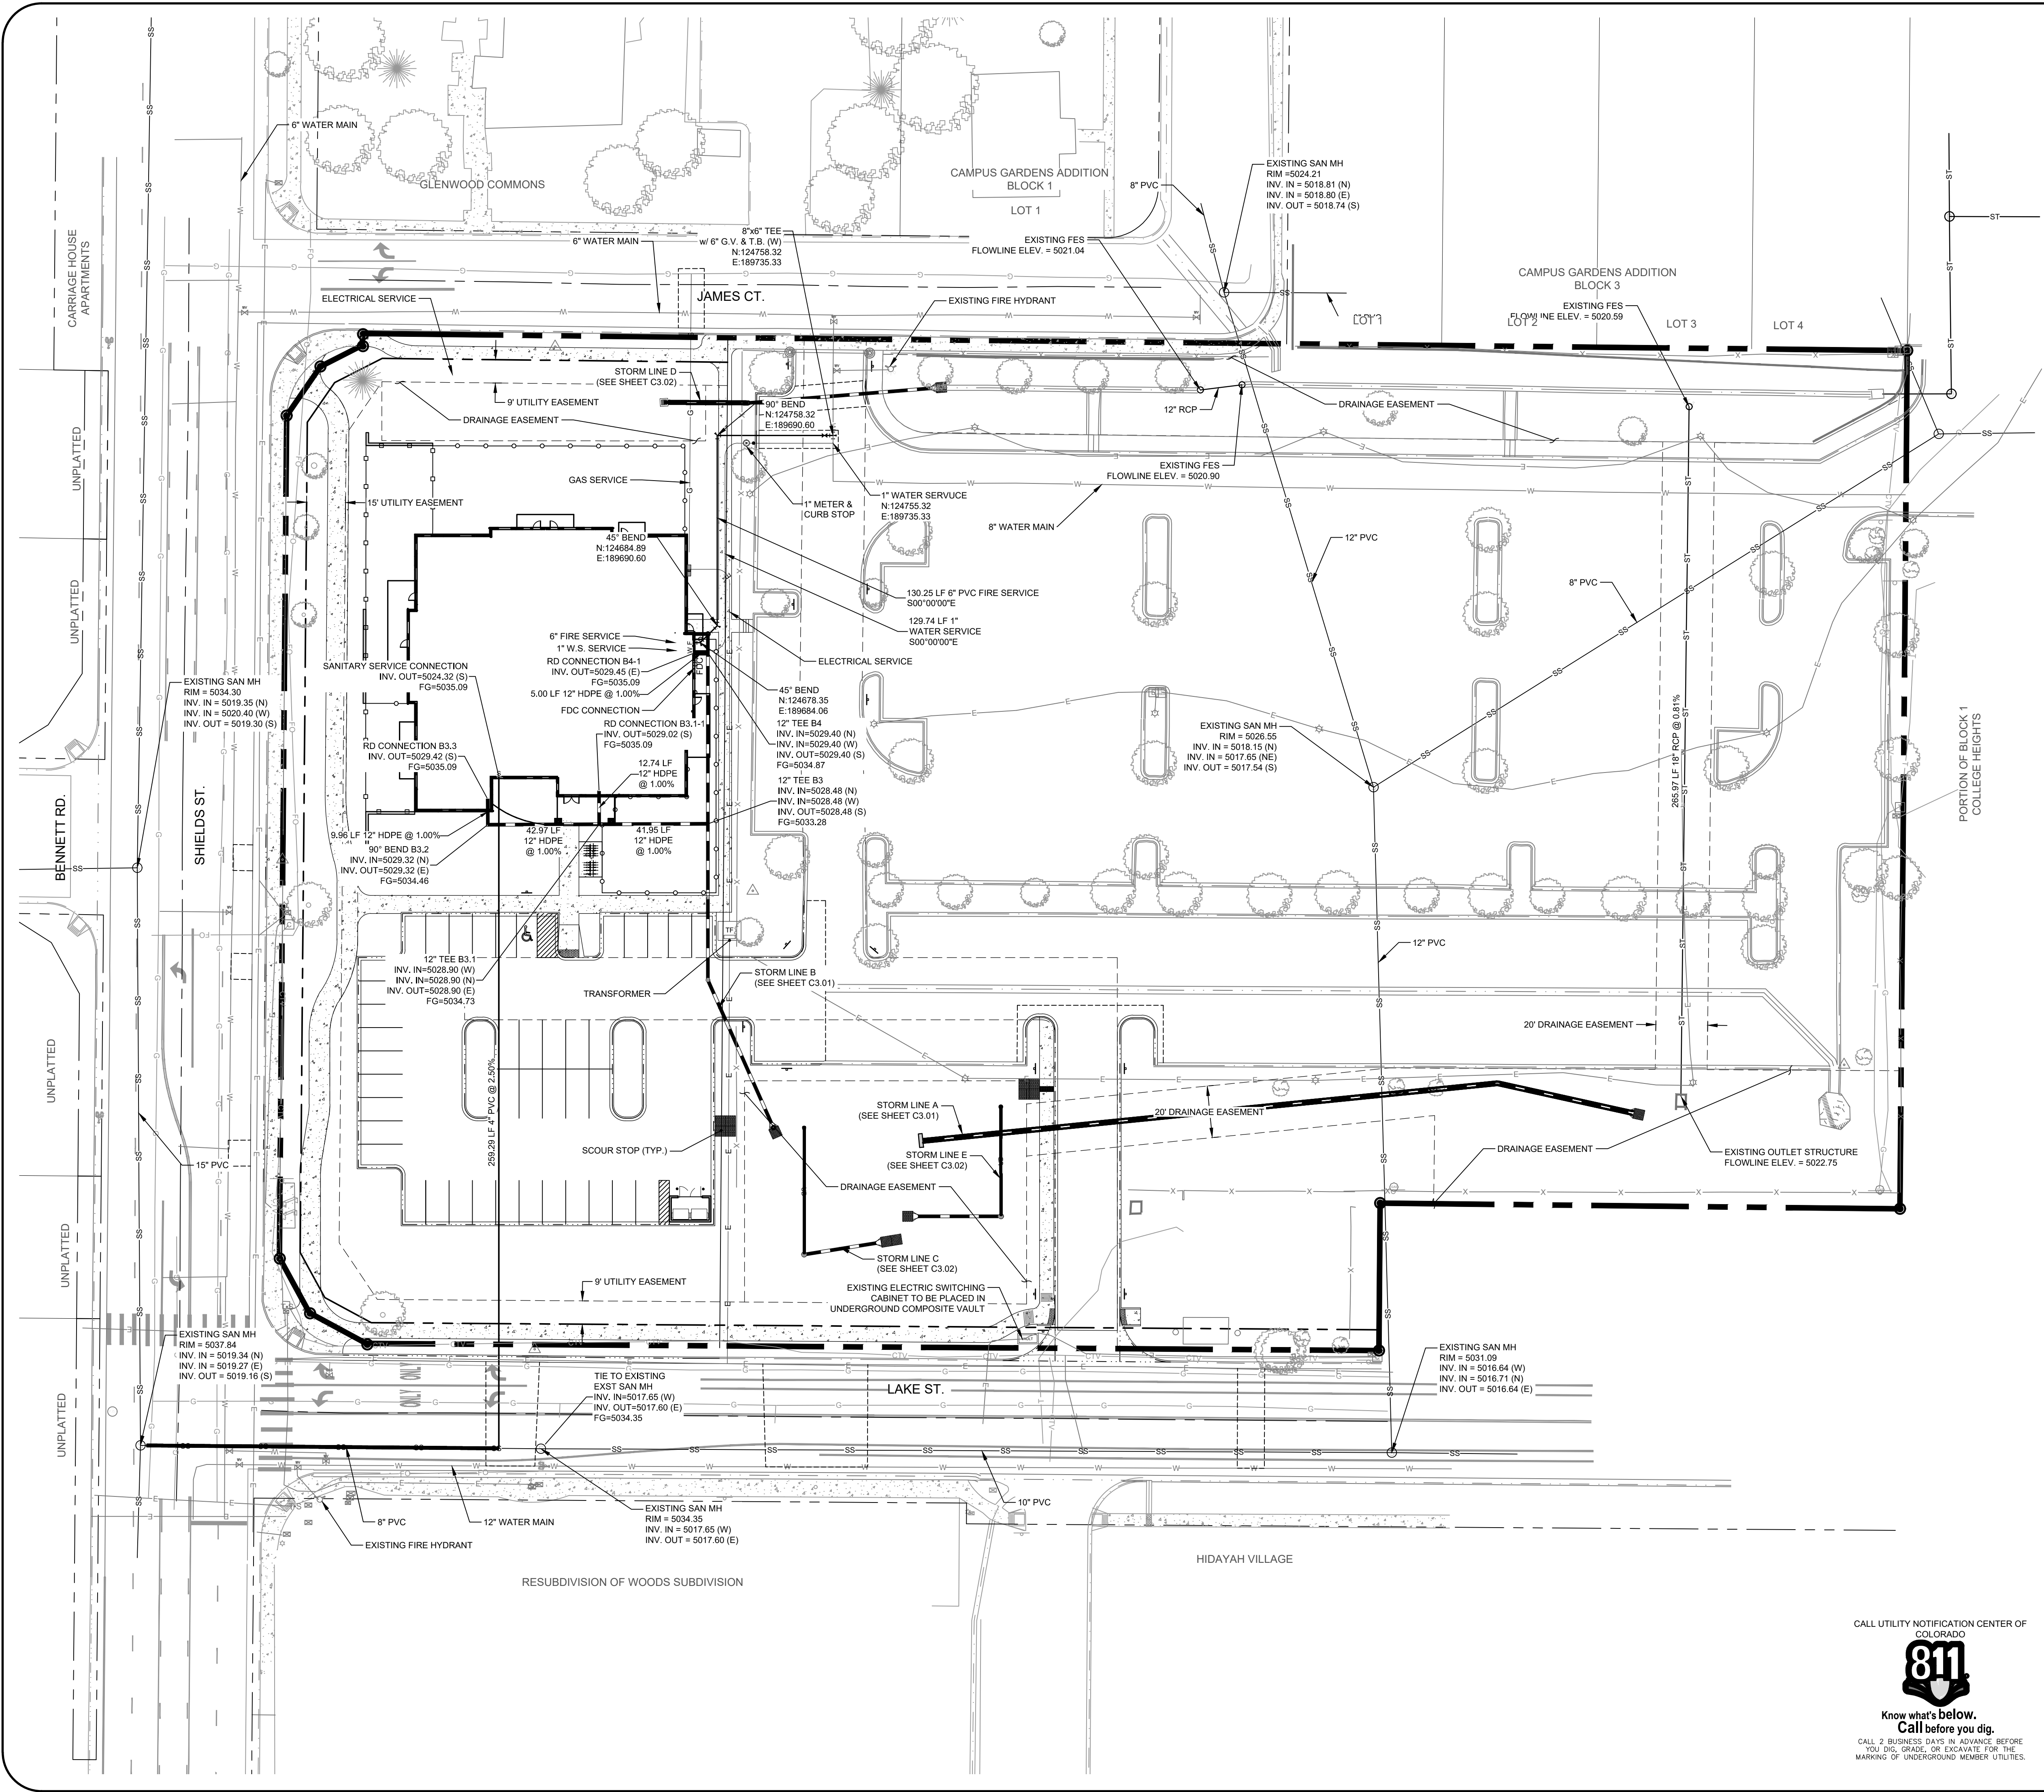 6" WATER MAIN
GLENWOOD COMMONS
CAMPUS GARDENS ADDITION
BLOCK 1
LOT 1
8" PVC
EXISTING SAN MH
RIM =5024.21
INV. IN = 5018.81 (N)
INV. IN = 5018.80 (E)
INV. OUT = 5018.74 (S)
CARRIAGE HOUSE
APARTMENTS
8"x6" TEE
w/ 6" G.V. & T.B. (W)
N:124758.32
E:189735.33
6" WATER MAIN
EXISTING FES
FLOWLINE ELEV. = 5021.04
JAMES CT.
ELECTRICAL SERVICE
EXISTING FIRE HYDRANT
CAMPUS GARDENS ADDITION
BLOCK 3
EXISTING FES
FLOWLINE ELEV. = 5020.59
LOT 1
LOT 2
LOT 3
LOT 4
STORM LINE D
(SEE SHEET C3.02)
9' UTILITY EASEMENT
DRAINAGE EASEMENT
90° BEND
N:124758.32
E:189690.60
12" RCP
DRAINAGE EASEMENT
UNPLATTED
EXISTING FES
FLOWLINE ELEV. = 5020.90
GAS SERVICE
15' UTILITY EASEMENT
1" METER &
CURB STOP
1" WATER SERVUCE
N:124755.32
E:189735.33
8" WATER MAIN
45° BEND
N:124684.89
E:189690.60
12" PVC
8" PVC
UNPLATTED
130.25 LF 6" PVC FIRE SERVICE
S00°00'00"E
129.74 LF 1"
WATER SERVICE
S00°00'00"E
6" FIRE SERVICE
1" W.S. SERVICE
RD CONNECTION B4-1
INV. OUT=5029.45 (E)
FG=5035.09
5.00 LF 12" HDPE @ 1.00%
FDC CONNECTION
FDC
ELECTRICAL SERVICE
SANITARY SERVICE CONNECTION
INV. OUT=5024.32 (S)
FG=5035.09
EXISTING SAN MH
RIM = 5034.30
INV. IN = 5019.35 (N)
INV. IN = 5020.40 (W)
INV. OUT = 5019.30 (S)
45° BEND
N:124678.35
E:189684.06
12" TEE B4
INV. IN=5029.40 (N)
INV. IN=5029.40 (W)
INV. OUT=5029.40 (S)
FG=5034.87
RD CONNECTION B3.1-1
INV. OUT=5029.02 (S)
FG=5035.09
RD CONNECTION B3.3
INV. OUT=5029.42 (S)
FG=5035.09
12.74 LF
12" HDPE
@ 1.00%
12" TEE B3
INV. IN=5028.48 (N)
INV. IN=5028.48 (W)
INV. OUT=5028.48 (S)
FG=5033.28
EXISTING SAN MH
RIM = 5026.55
INV. IN = 5018.15 (N)
INV. IN = 5017.65 (NE)
INV. OUT = 5017.54 (S)
265.97 LF 18" RCP @ 0.81%
PORTION OF BLOCK 1
COLLEGE HEIGHTS
BENNETT RD.
SHIELDS ST.
9.96 LF 12" HDPE @ 1.00%
90° BEND B3.2
INV. IN=5029.32 (N)
INV. OUT=5029.32 (E)
FG=5034.46
42.97 LF
12" HDPE
@ 1.00%
41.95 LF
12" HDPE
@ 1.00%
12" TEE B3.1
INV. IN=5028.90 (W)
INV. IN=5028.90 (N)
INV. OUT=5028.90 (E)
FG=5034.73
TF
TRANSFORMER
STORM LINE B
(SEE SHEET C3.01)
12" PVC
20' DRAINAGE EASEMENT
UNPLATTED
259.29 LF 4" PVC @ 2.50%
SCOUR STOP (TYP.)
STORM LINE A
(SEE SHEET C3.01)
20' DRAINAGE EASEMENT
STORM LINE E
(SEE SHEET C3.02)
DRAINAGE EASEMENT
DRAINAGE EASEMENT
EXISTING OUTLET STRUCTURE
FLOWLINE ELEV. = 5022.75
15" PVC
UNPLATTED
STORM LINE C
(SEE SHEET C3.02)
9' UTILITY EASEMENT
EXISTING ELECTRIC SWITCHING
CABINET TO BE PLACED IN
UNDERGROUND COMPOSITE VAULT
EXISTING SAN MH
RIM = 5037.84
INV. IN = 5019.34 (N)
INV. IN = 5019.27 (E)
INV. OUT = 5019.16 (S)
ONLY
ONLY
TIE TO EXISTING
EXST SAN MH
INV. IN=5017.65 (W)
INV. OUT=5017.60 (E)
FG=5034.35
LAKE ST.
EXISTING SAN MH
RIM = 5031.09
INV. IN = 5016.64 (W)
INV. IN = 5016.71 (N)
INV. OUT = 5016.64 (E)
UNPLATTED
8" PVC
12" WATER MAIN
EXISTING FIRE HYDRANT
EXISTING SAN MH
RIM = 5034.35
INV. IN = 5017.65 (W)
INV. OUT = 5017.60 (E)
10" PVC
RESUBDIVISION OF WOODS SUBDIVISION
HIDAYAH VILLAGE
CALL UTILITY NOTIFICATION CENTER OF
COLORADO
811
Know what's below.
Call before you dig.
CALL 2 BUSINESS DAYS IN ADVANCE BEFORE
YOU DIG, GRADE, OR EXCAVATE FOR THE
MARKING OF UNDERGROUND MEMBER UTILITIES.